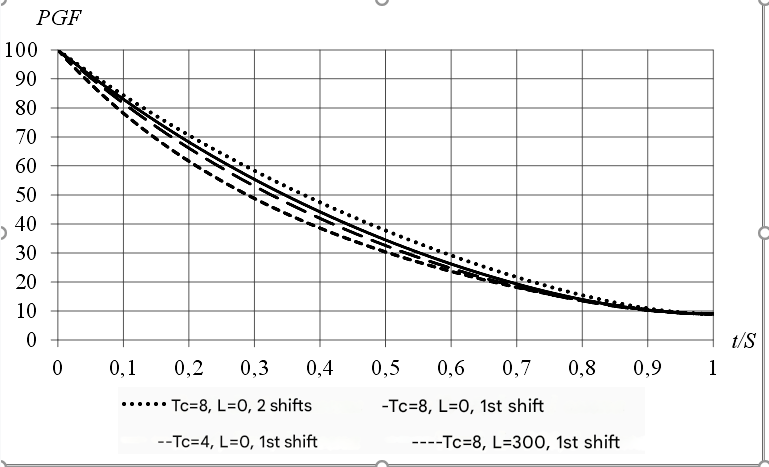 PGF
100
90
80
70
60
50
40
30
20
10
0
t/S
0 0,1 0,2 0,3 0,4 0,5 0,6 0,7 0,8 0,9 1
Tc=8, L=0, 2 shifts -Tc=8, L=0, 1st shift
--Tc=4, L=0, 1st shift ----Tc=8, L=300, 1st shift